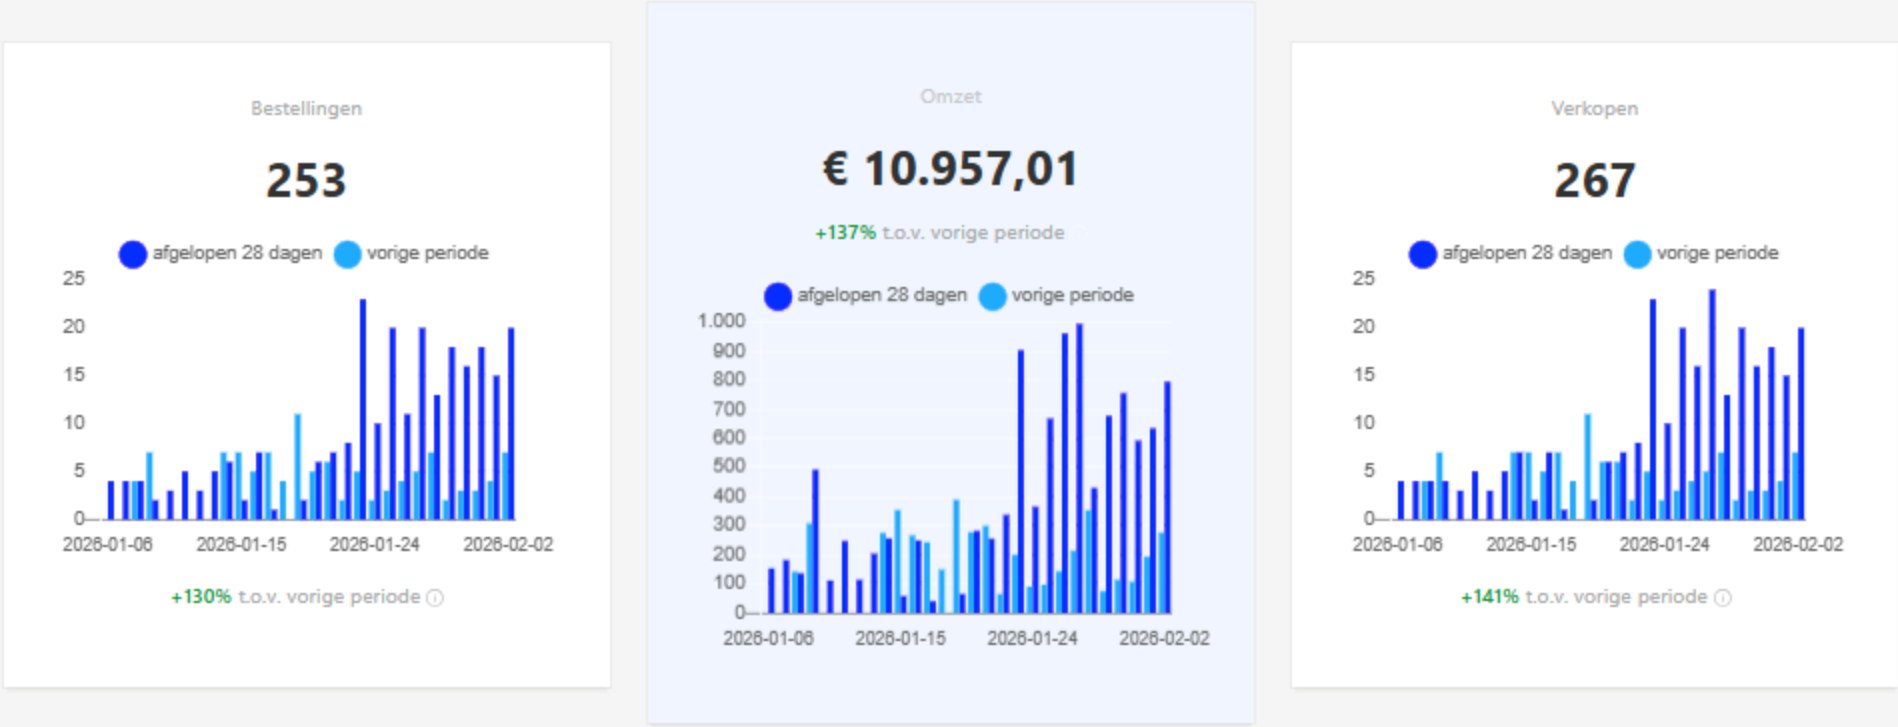 Bestellingen
253
afgelopen 28 dagen vorige periode
25
20
15
10
5
0
2026-01-06 2026-01-15 2026-01-24 2026-02-02
+130% t.o.v. vorige periode
Omzet
€ 10.957,01
+137% t.o.v. vorige periode
afgelopen 28 dagen vorige periode
1.000
900
800
700
600
500
400
300
200
100
0
2026-01-06 2026-01-15 2026-01-24 2026-02-02
Verkopen
267
afgelopen 28 dagen vorige periode
25
20
15
10
5
0
2026-01-06 2026-01-15 2026-01-24 2026-02-02
+141% t.o.v. vorige periode